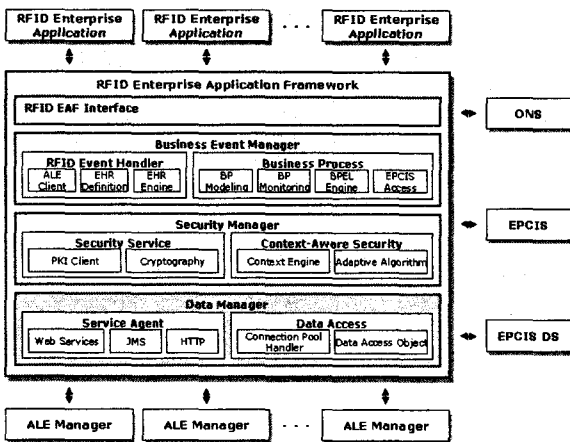 RFID Enterprise
Application
RFID Enterprise
Application
. . .
RFID Enterprise
Application
RFID Enterprise Application Framework
RFID EAF Interface
Business Event Manager
RFID Event Handler
ALE
Client
EHR
Definition
EHR
Engine
Business Process
BP
Modeling
BP
Monitoring
BPEL
Engine
EPCIS
Access
Security Manager
Security Service
PKI Client
Cryptography
Context-Aware Security
Context Engine
Adaptive Algorithm
Data Manager
Service Agent
Web Services
JMS
HTTP
Data Access
Connection Pool
Handler
Data Access Object
ONS
EPCIS
EPCIS DS
ALE Manager
ALE Manager
. . .
ALE Manager